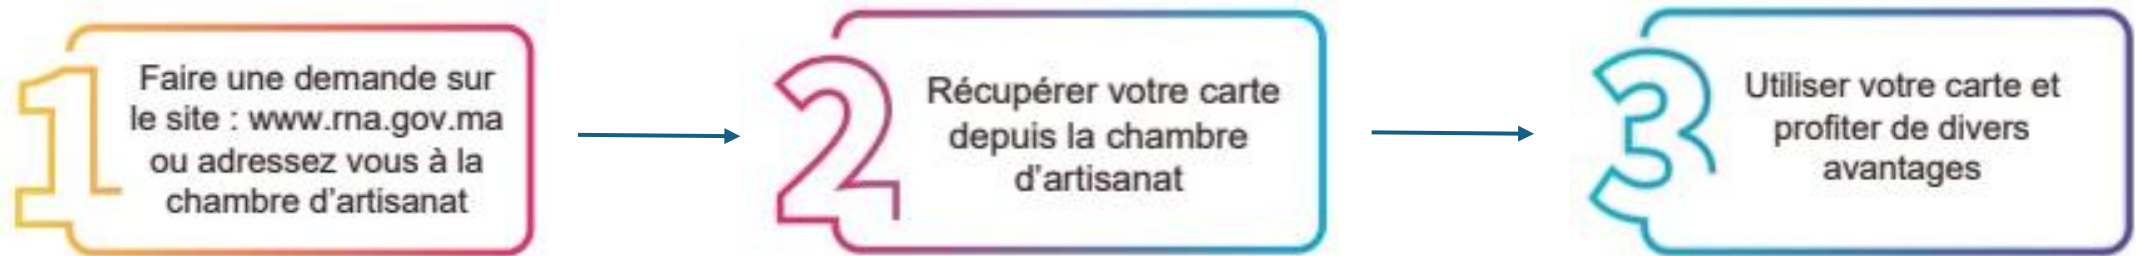 1
Faire une demande sur
le site : www.rna.gov.ma
ou adressez vous à la
chambre d'artisanat
2
Récupérer votre carte
depuis la chambre
d'artisanat
3
Utiliser votre carte et
profiter de divers
avantages